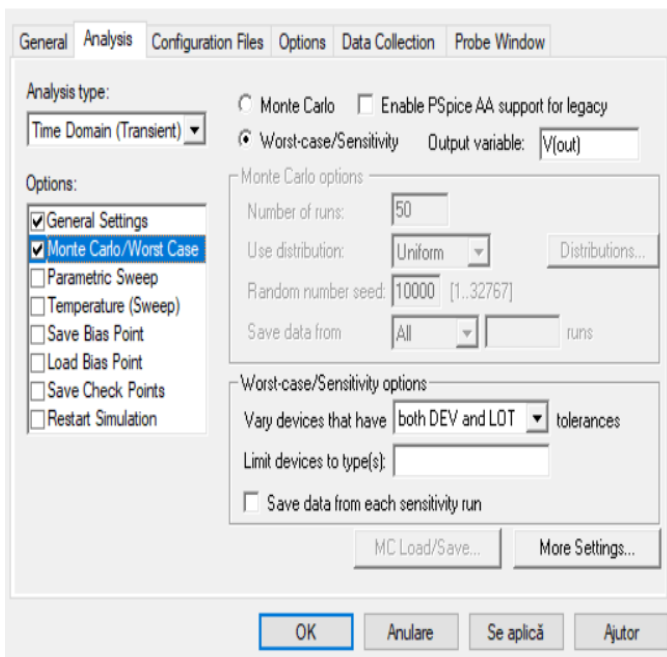 General Analysis Configuration Files Options Data Collection Probe Window
Analysis type:
Time Domain (Transient)
Options:
General Settings
Monte Carlo/Worst Case
Parametric Sweep
Temperature (Sweep)
Save Bias Point
Load Bias Point
Save Check Points
Restart Simulation
Monte Carlo Enable PSpice AA support for legacy
Worst-case/Sensitivity Output variable: V(out)
Monte Carlo options
Number of runs: 50
Use distribution: Uniform Distributions...
Random number seed: 10000 [1..32767]
Save data from All runs
Worst-case/Sensitivity options
Vary devices that have both DEV and LOT tolerances
Limit devices to type(s):
Save data from each sensitivity run
MC Load/Save... More Settings...
OK Anulare Se aplică Ajutor